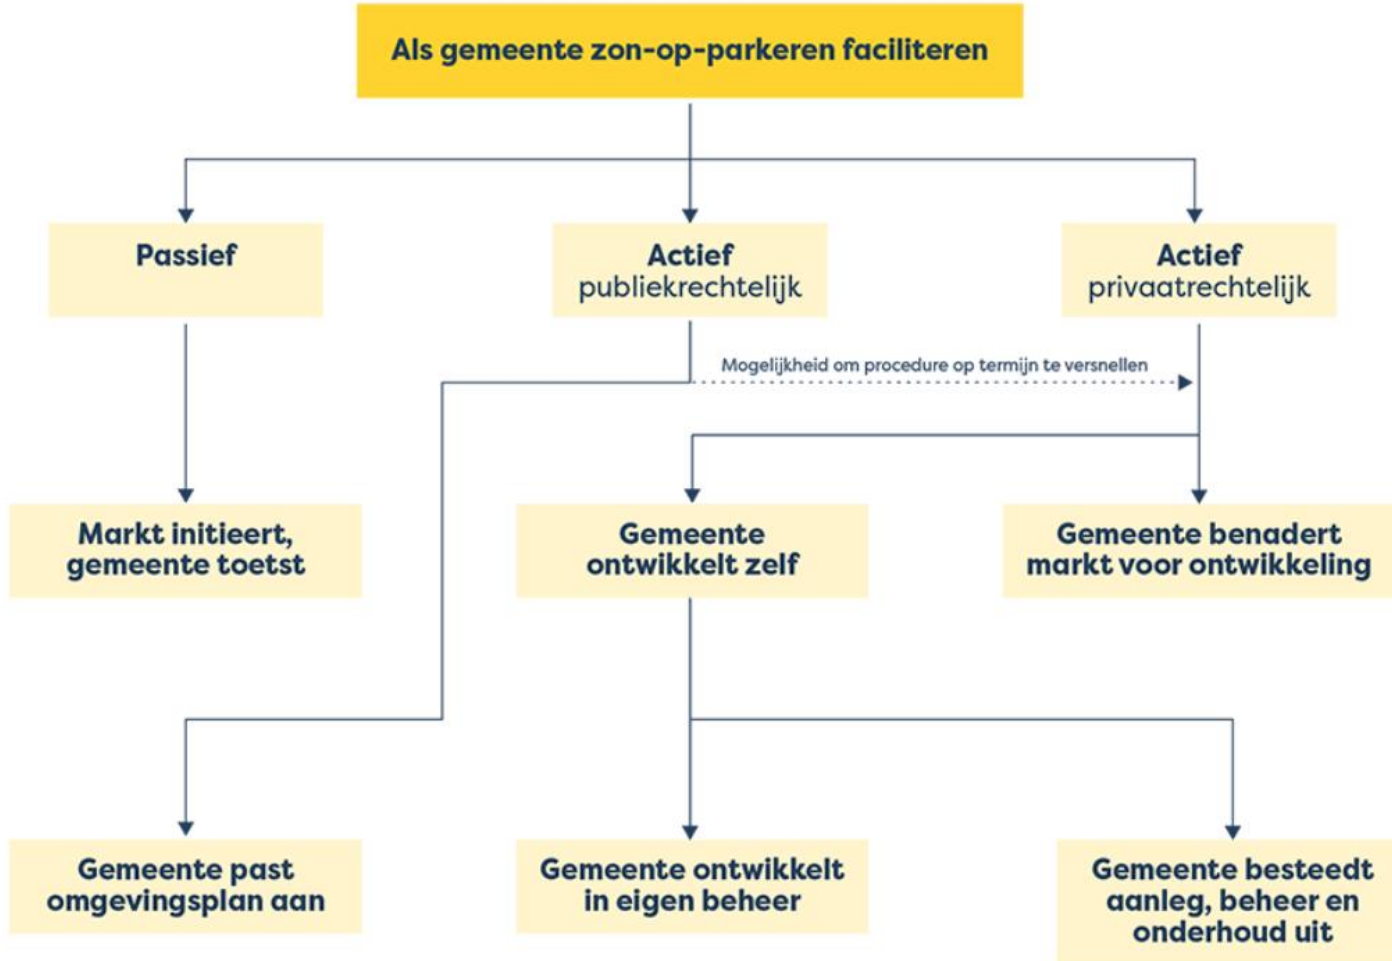 Als gemeente zon-op-parkeren faciliteren
Passief
Actief
publiekrechtelijk
Actief
privaatrechtelijk
Mogelijkheid om procedure op termijn te versnellen
Markt initieert,
gemeente toetst
Gemeente
ontwikkelt zelf
Gemeente benadert
markt voor ontwikkeling
Gemeente past
omgevingsplan aan
Gemeente ontwikkelt
in eigen beheer
Gemeente besteedt
aanleg, beheer en
onderhoud uit